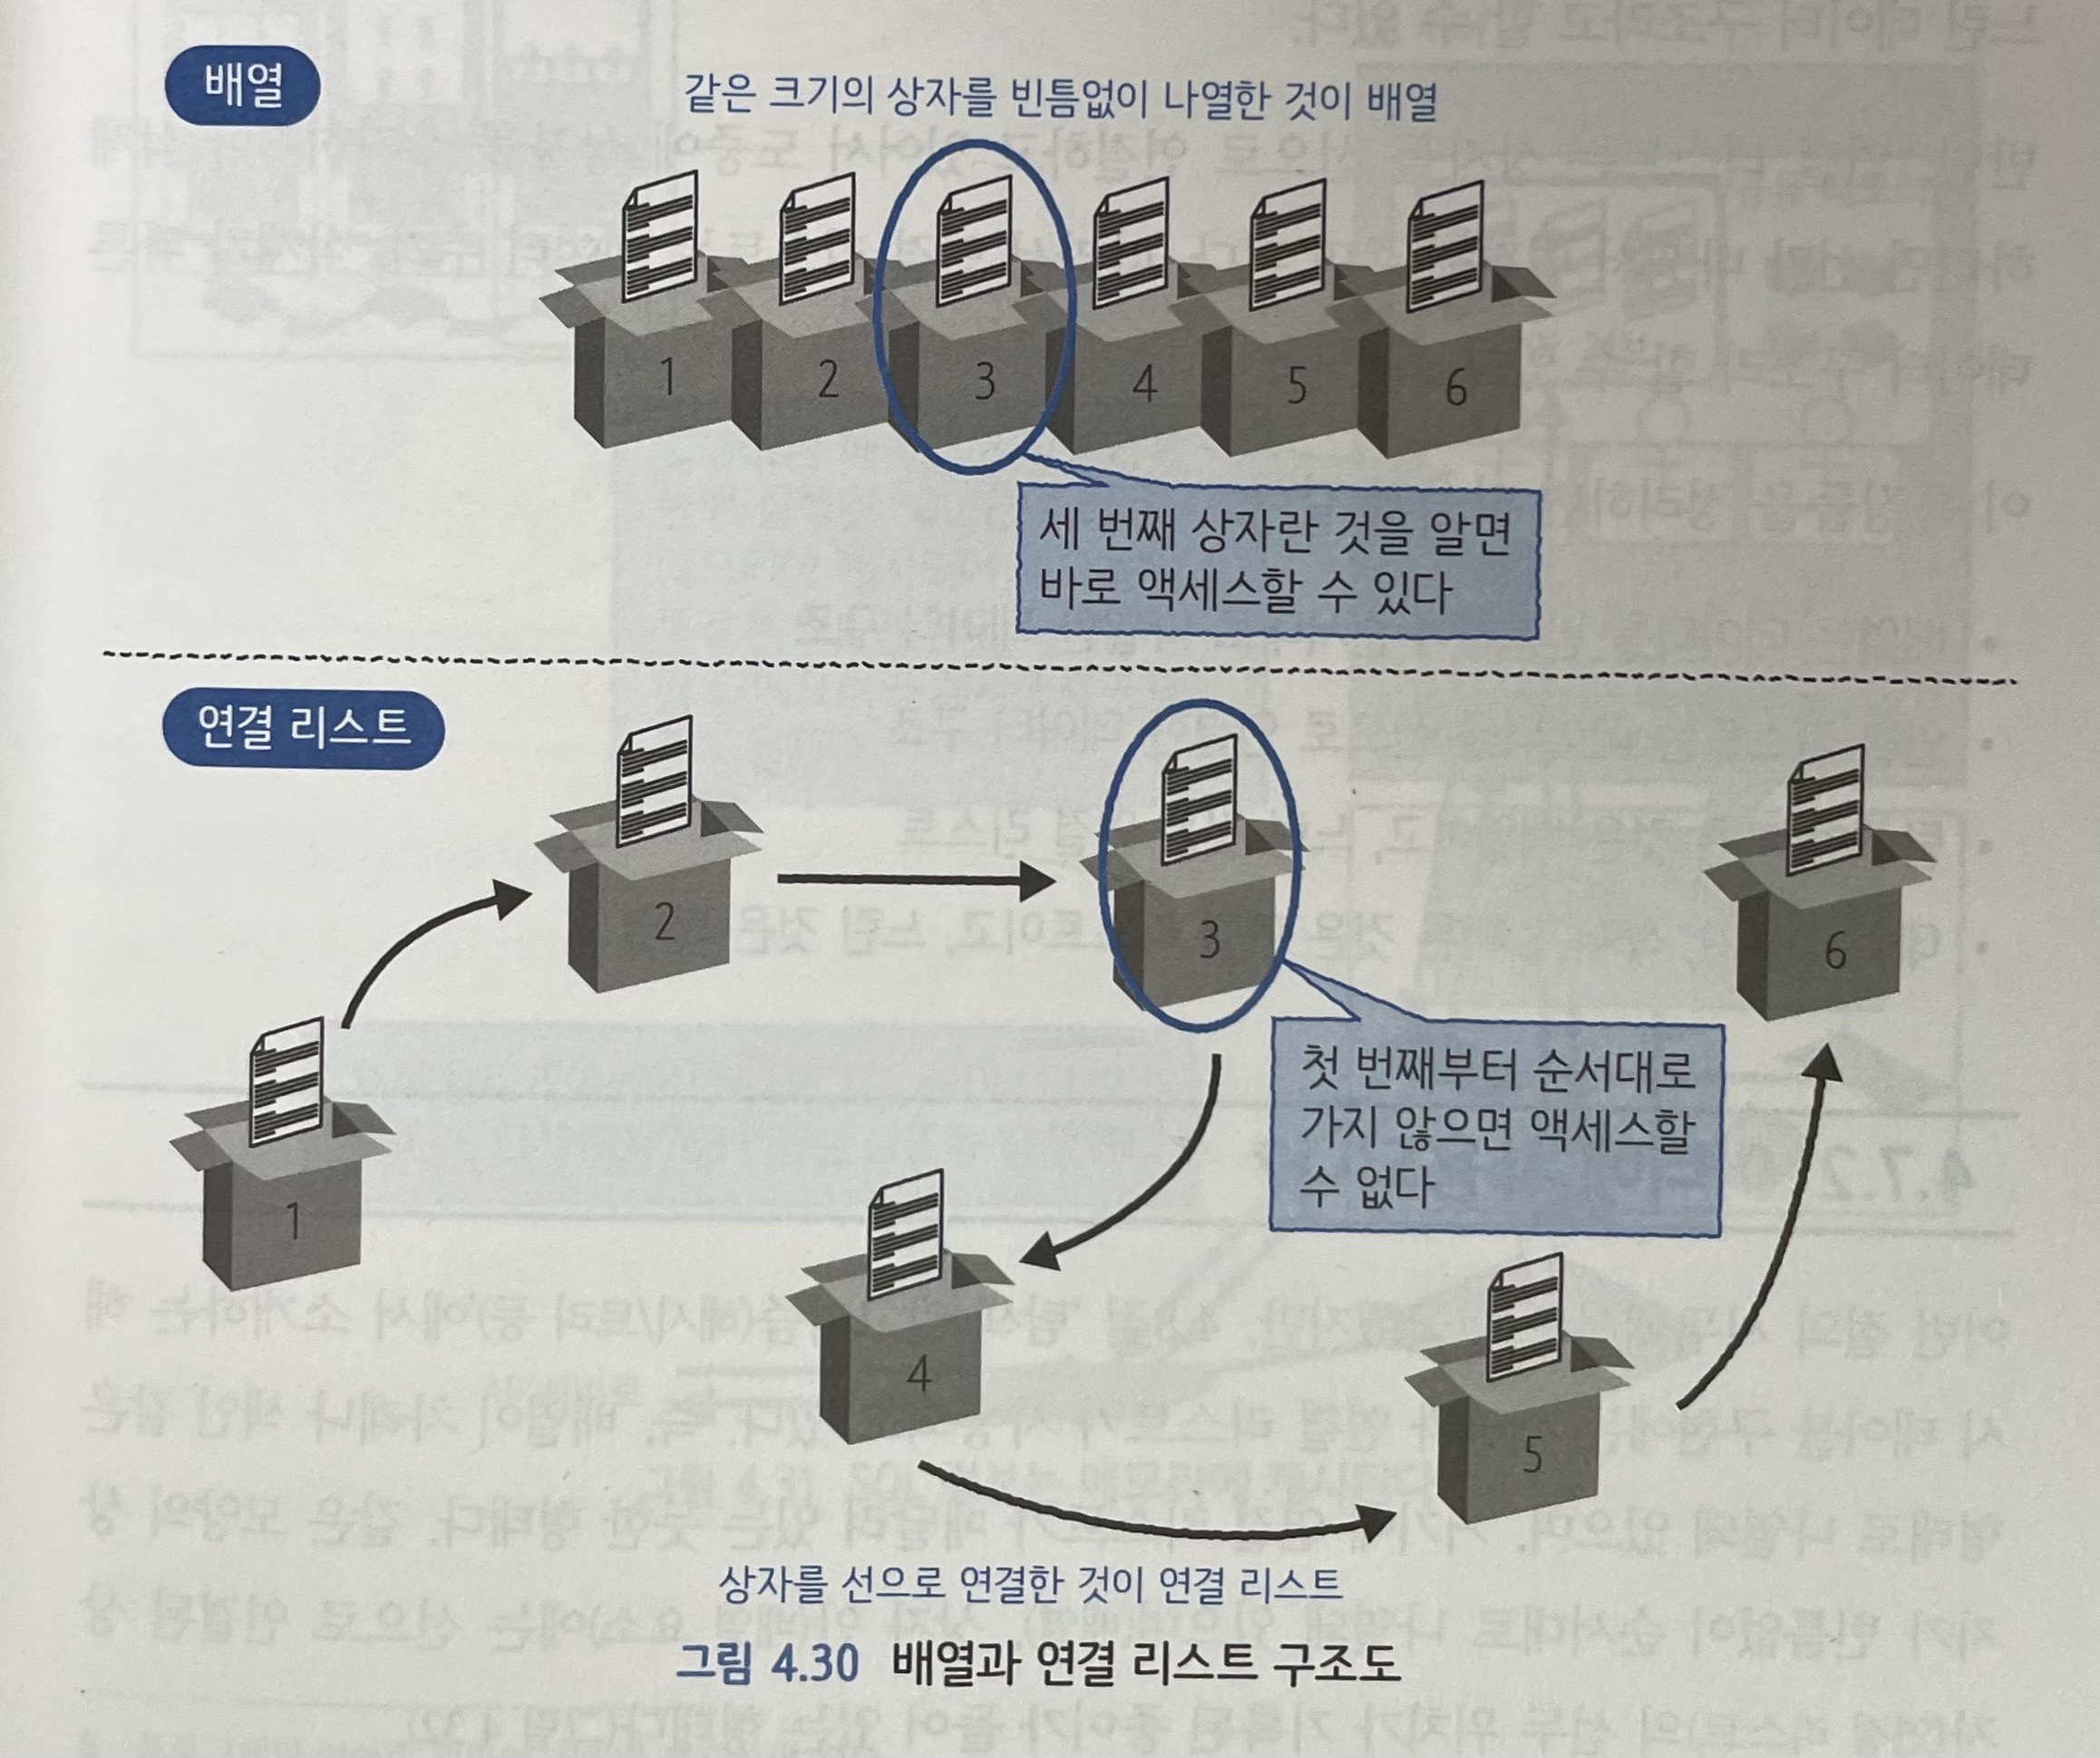 배열
같은 크기의 상자를 빈틈없이 나열한 것이 배열
1 2 3 4 5 6
세 번째 상자란 것을 알면
바로 액세스할 수 있다
연결 리스트
2
3
6
1
첫 번째부터 순서대로
가지 않으면 액세스할
수 없다
4
5
상자를 선으로 연결한 것이 연결 리스트
그림 4.30 배열과 연결 리스트 구조도